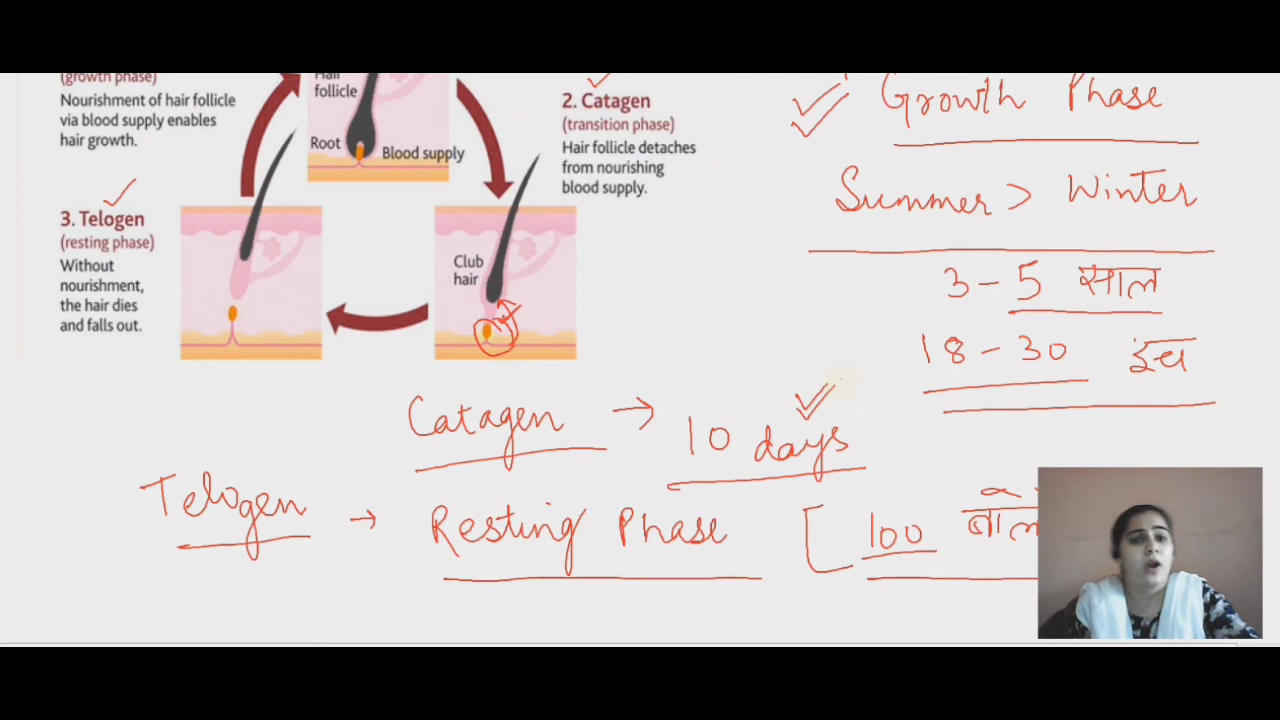 (growth phase)
Nourishment of hair follicle
via blood supply enables
hair growth.
Hair
follicle
Root
Blood supply
2. Catagen
(transition phase)
Hair follicle detaches
from nourishing
blood supply.
3. Telogen
(resting phase)
Without
nourishment,
the hair dies
and falls out.
Club
hair
Growth Phase
Summer > Winter
3 - 5 साल
18 - 30 इंच
Catagen → 10 days
Telogen → Resting Phase [ 100